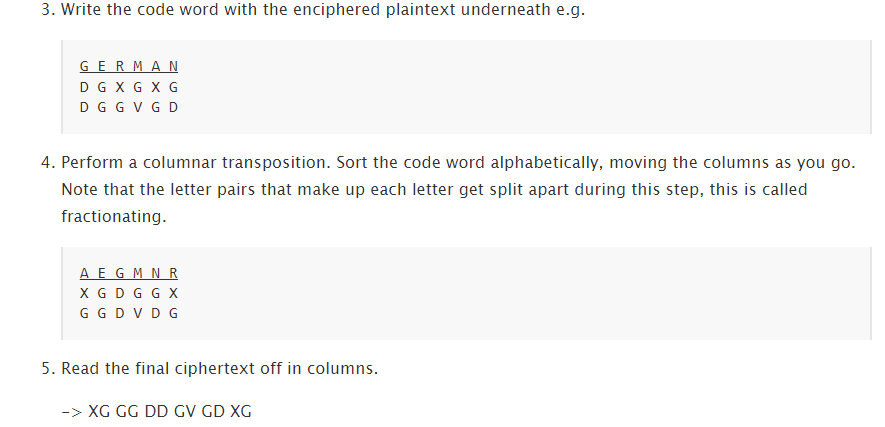 3. Write the code word with the enciphered plaintext underneath e.g.
G E R M A N
D G X G X G
D G G V G D
4. Perform a columnar transposition. Sort the code word alphabetically, moving the columns as you go.
Note that the letter pairs that make up each letter get split apart during this step, this is called
fractionating.
A E G M N R
X G D G G X
G G D V D G
5. Read the final ciphertext off in columns.
–> XG GG DD GV GD XG